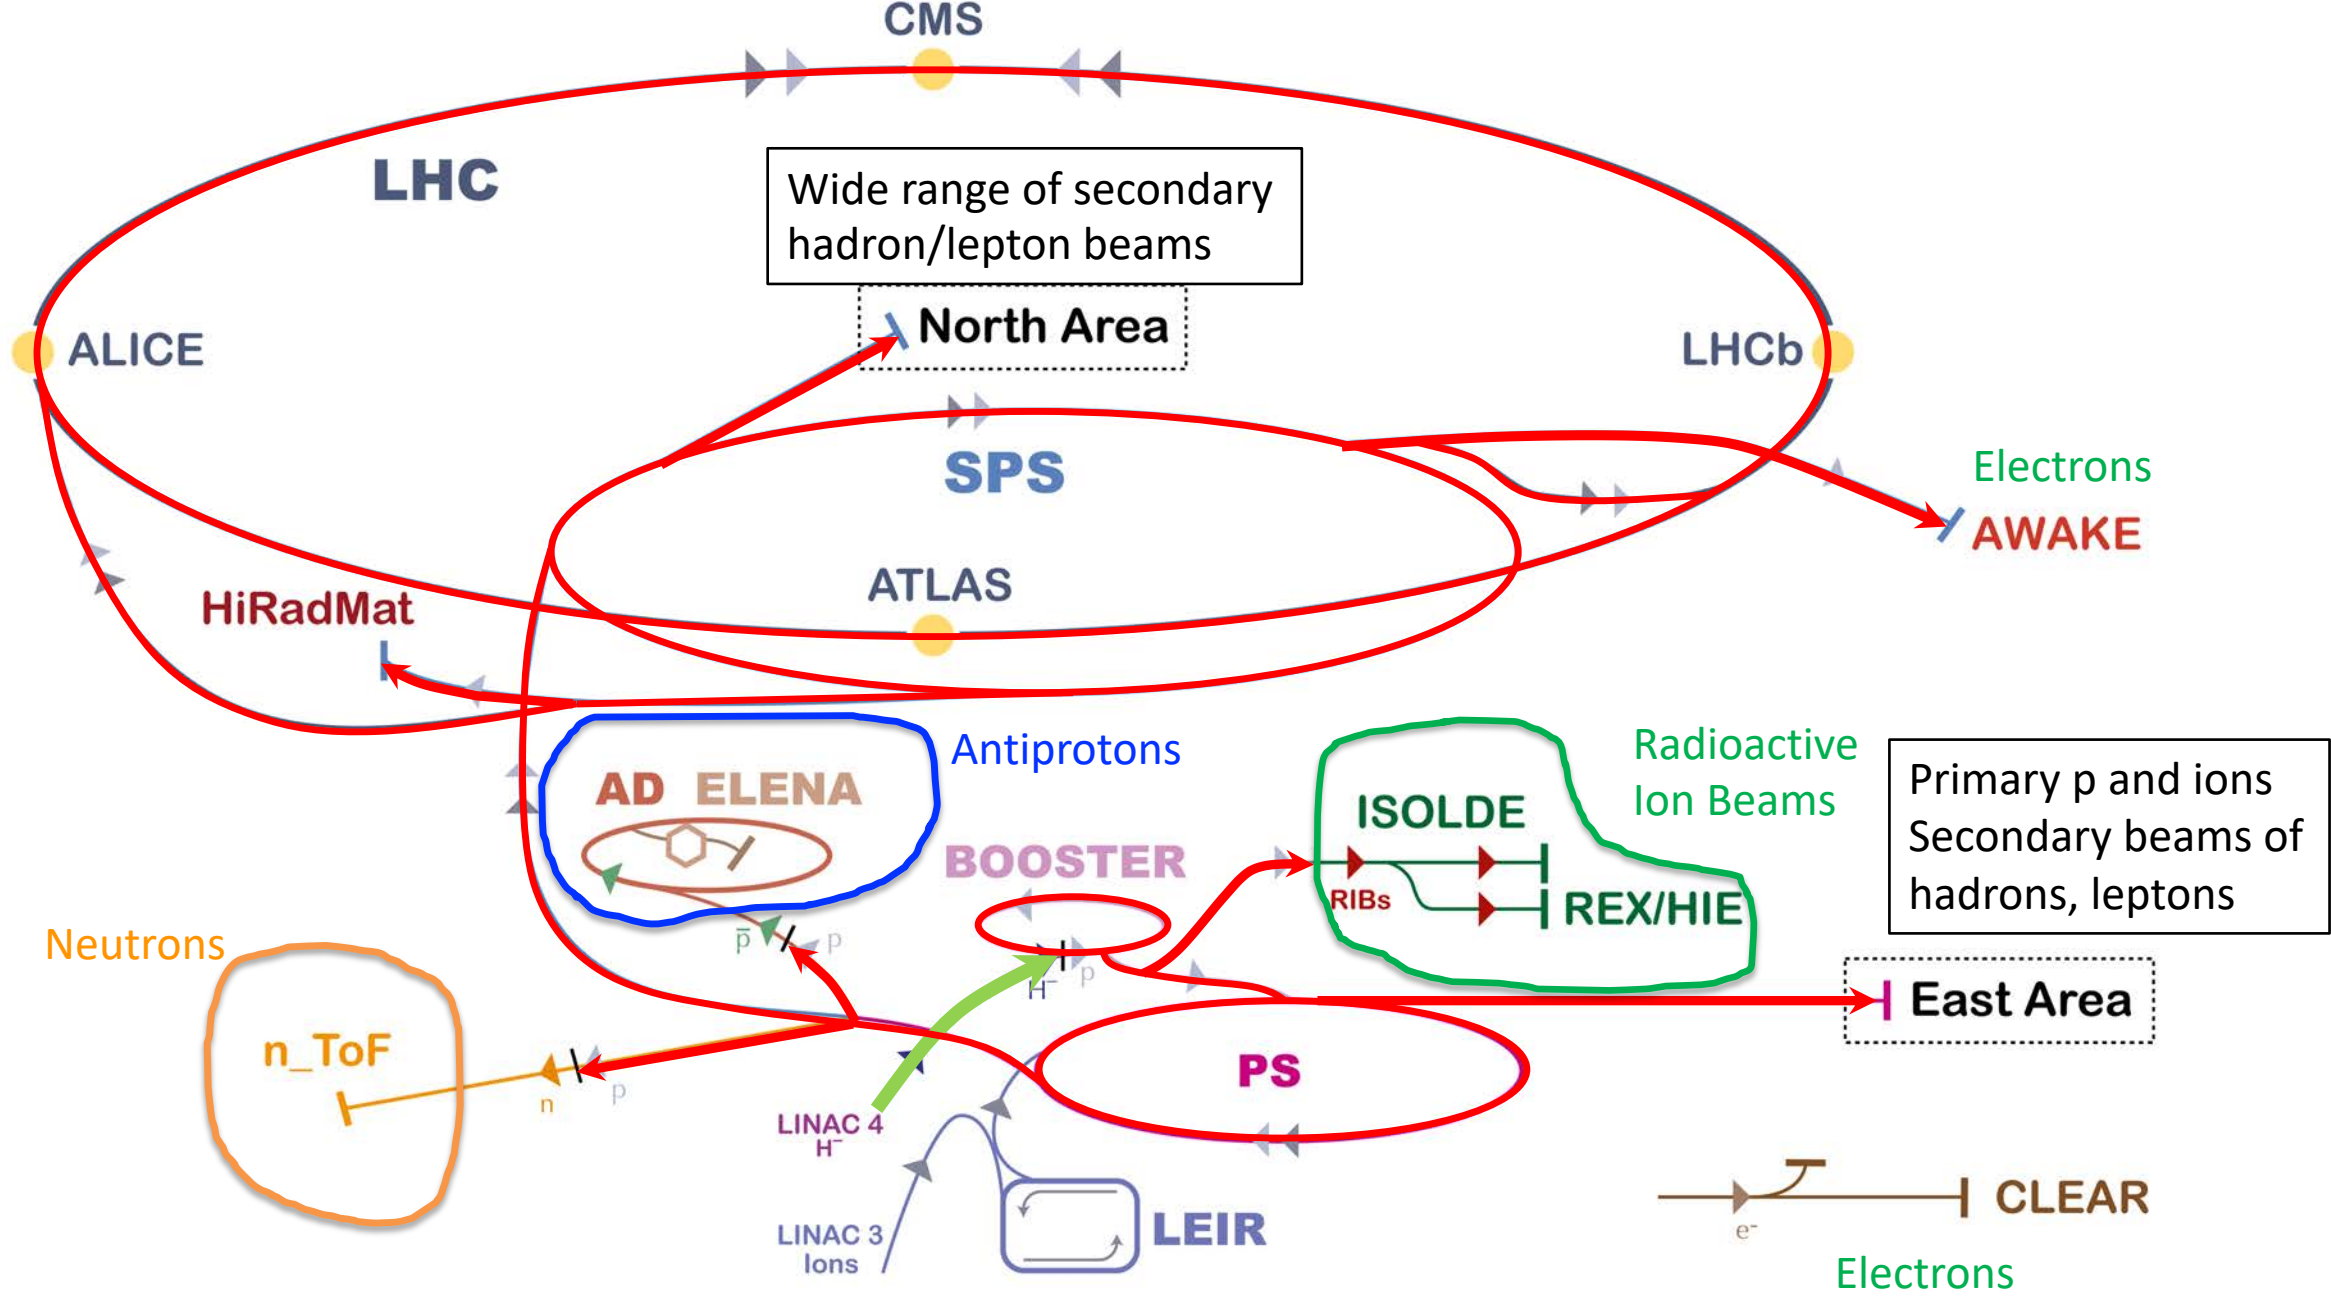 CMS
LHC
Wide range of secondary
hadron/lepton beams
North Area
ALICE
LHCb
SPS
Electrons
AWAKE
ATLAS
HiRadMat
Antiprotons
Radioactive
Ion Beams
Primary p and ions
Secondary beams of
hadrons, leptons
AD ELENA
ISOLDE
BOOSTER
RIBs
REX/HIE
Neutrons
p̅
p
H⁻
p
East Area
n_ToF
n
p
PS
LINAC 4
H⁻
LINAC 3
Ions
LEIR
CLEAR
e⁻
Electrons